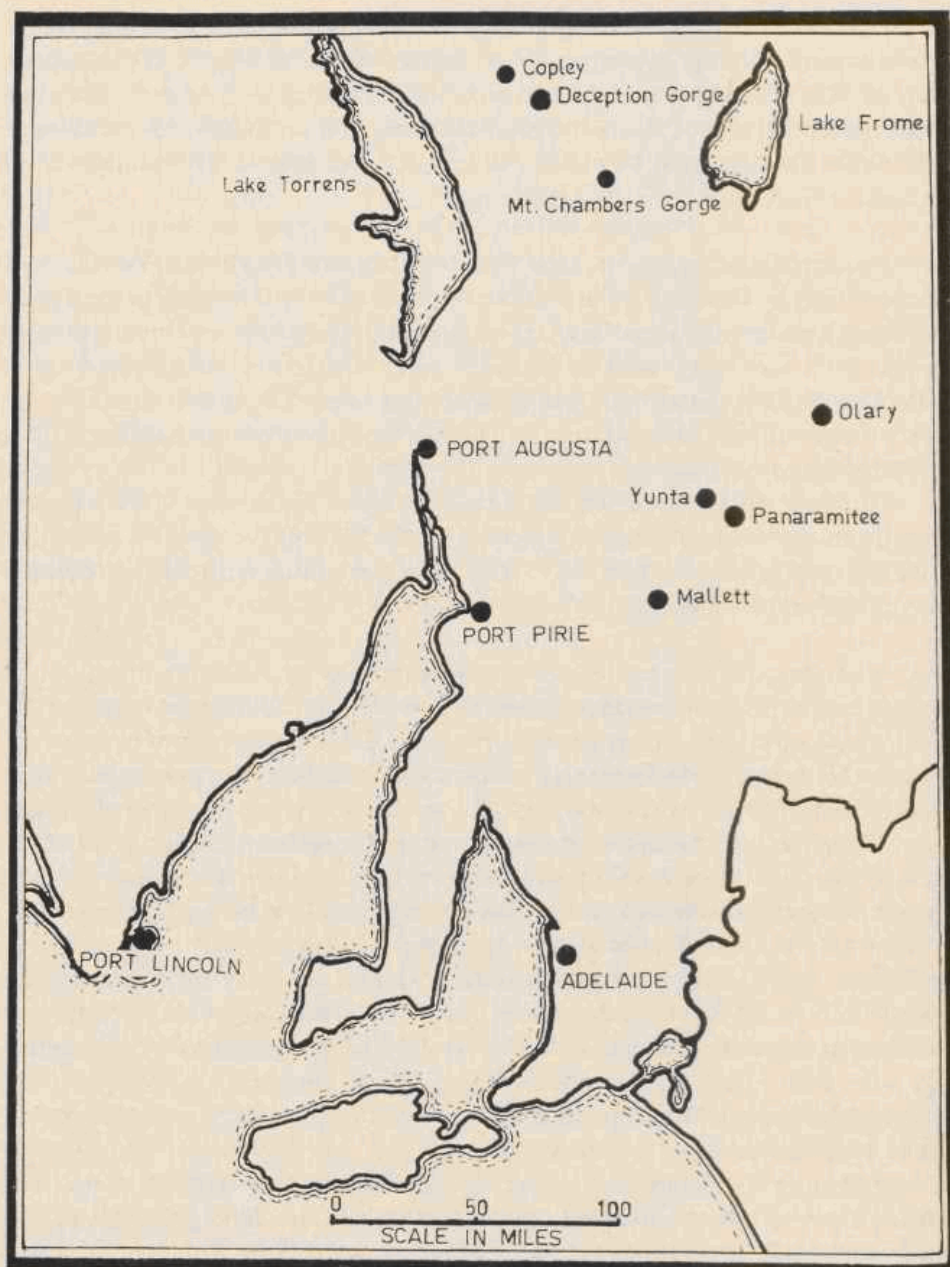 Copley
Deception Gorge
Lake Frome
Lake Torrens
Mt. Chambers Gorge
Olary
PORT AUGUSTA
Yunta
Panaramitee
Mallett
PORT PIRIE
PORT LINCOLN
ADELAIDE
0 50 100
SCALE IN MILES